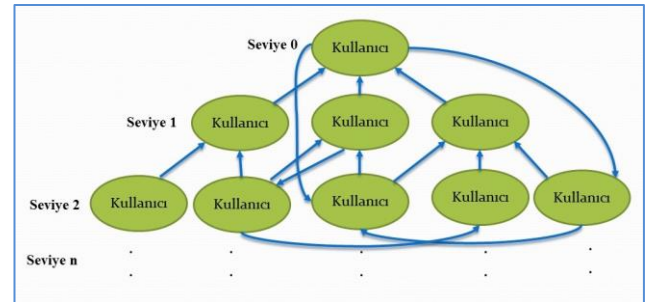 Seviye 0 Kullanıcı
Seviye 1 Kullanıcı Kullanıcı Kullanıcı
Seviye 2 Kullanıcı Kullanıcı Kullanıcı Kullanıcı Kullanıcı
. . . . .
Seviye n
. . . . .